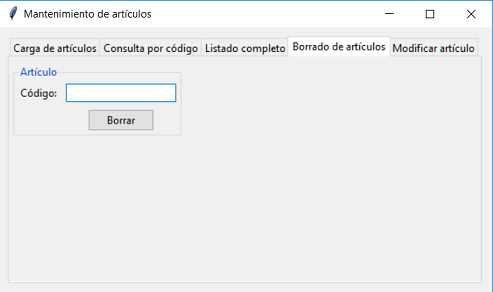 Mantenimiento de artículos
Carga de artículos Consulta por código Listado completo Borrado de artículos Modificar artículo
Artículo
Código:
Borrar